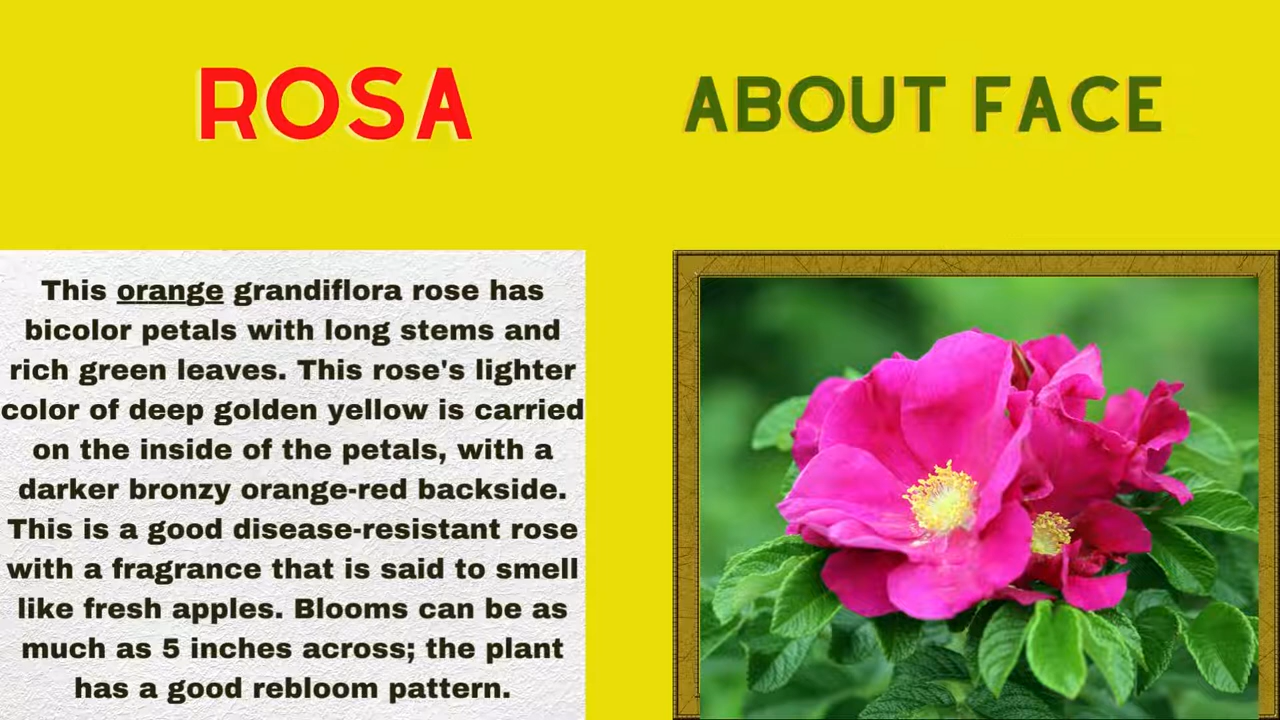 ROSA
ABOUT FACE
This orange grandiflora rose has
bicolor petals with long stems and
rich green leaves. This rose's lighter
color of deep golden yellow is carried
on the inside of the petals, with a
darker bronzy orange-red backside.
This is a good disease-resistant rose
with a fragrance that is said to smell
like fresh apples. Blooms can be as
much as 5 inches across; the plant
has a good rebloom pattern.